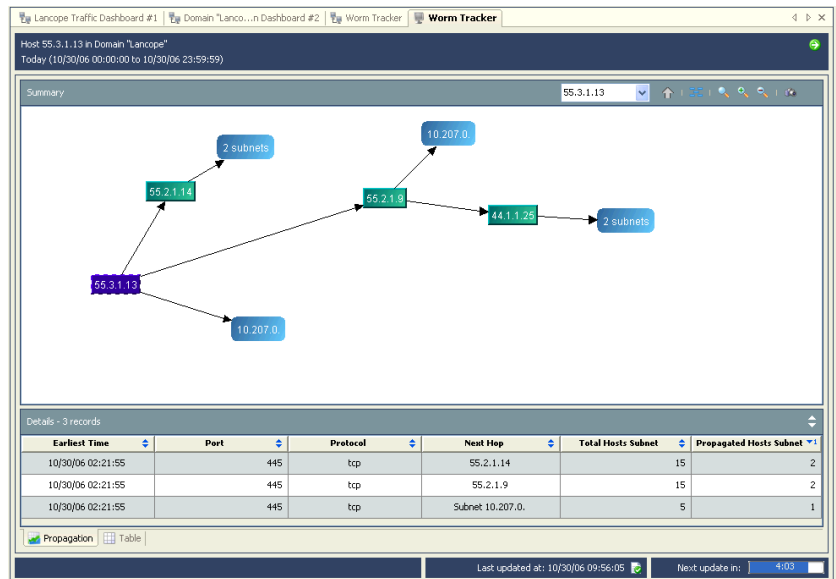 Lancope Traffic Dashboard #1 Domain "Lanco...n Dashboard #2 Worm Tracker Worm Tracker
Host 55.3.1.13 in Domain "Lancope"
Today (10/30/06 00:00:00 to 10/30/06 23:59:59)
Summary 55.3.1.13
10.207.0.
2 subnets
55.2.1.14
55.2.1.9
44.1.1.25
2 subnets
55.3.1.13
10.207.0.
Details - 3 records
Earliest Time Port Protocol Next Hop Total Hosts Subnet Propagated Hosts Subnet 1
10/30/06 02:21:55 445 tcp 55.2.1.14 15 2
10/30/06 02:21:55 445 tcp 55.2.1.9 15 2
10/30/06 02:21:55 445 tcp Subnet 10.207.0. 5 1
Propagation Table
Last updated at: 10/30/06 09:56:05 Next update in: 4:03